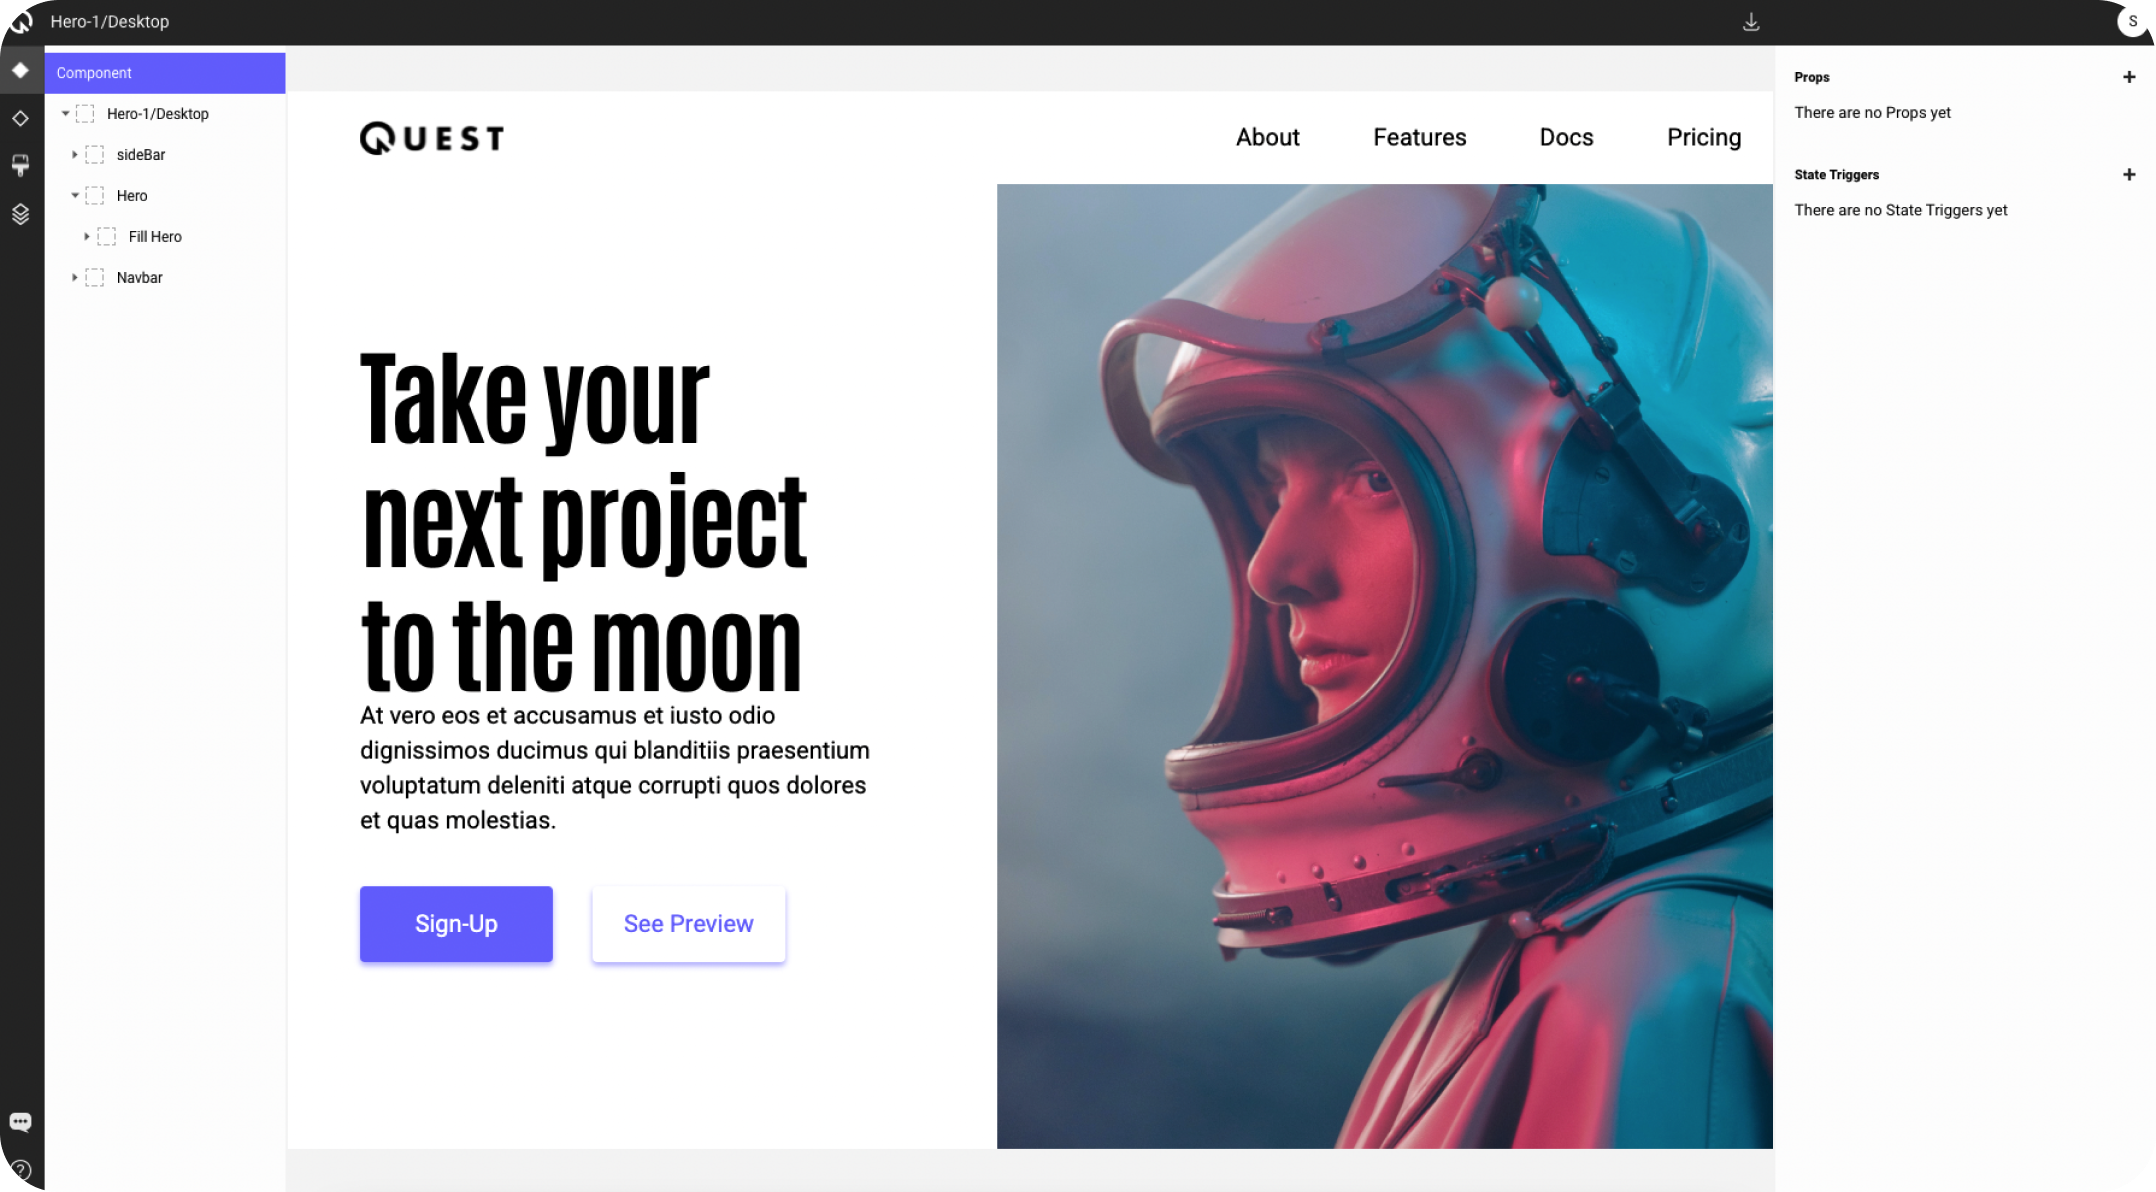 Hero-1/Desktop
S
Component
Hero-1/Desktop
sideBar
Hero
Fill Hero
Navbar
QUEST
About
Features
Docs
Pricing
Take your
next project
to the moon
At vero eos et accusamus et iusto odio
dignissimos ducimus qui blanditiis praesentium
voluptatum deleniti atque corrupti quos dolores
et quas molestias.
Sign-Up
See Preview
Props
There are no Props yet
State Triggers
There are no State Triggers yet